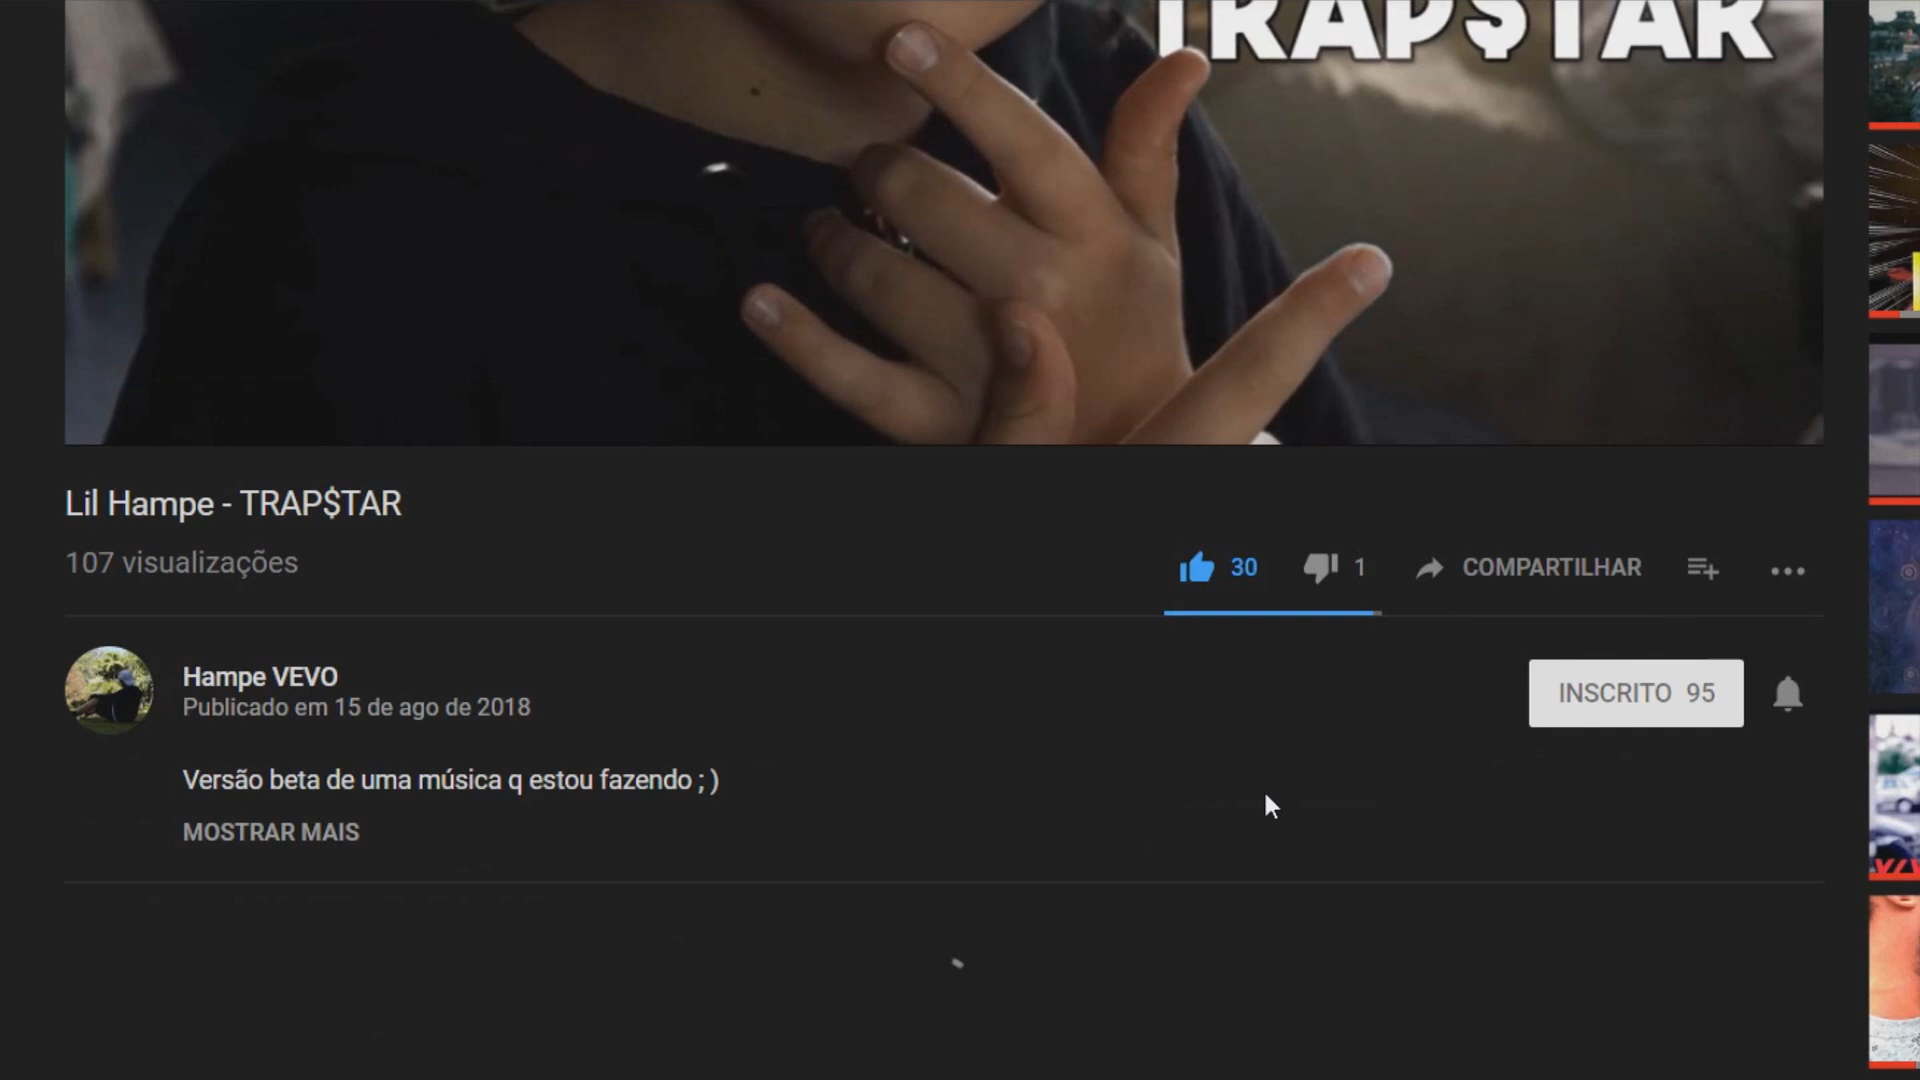 TRAP$TAR
Lil Hampe - TRAP$TAR
107 visualizações
30
1
COMPARTILHAR
Hampe VEVO
Publicado em 15 de ago de 2018
INSCRITO 95
Versão beta de uma música q estou fazendo ; )
MOSTRAR MAIS